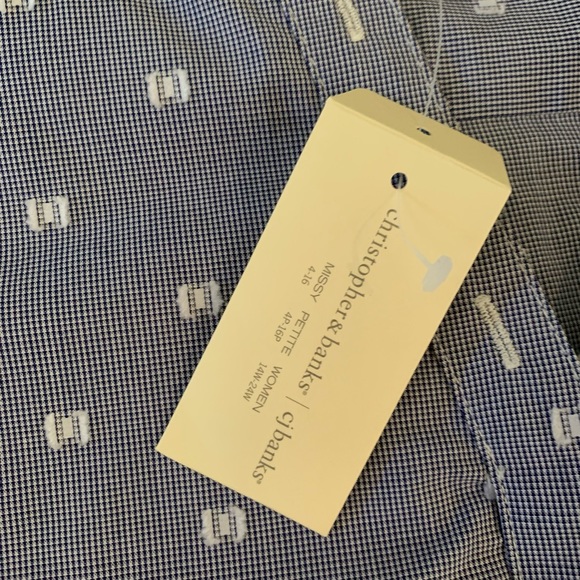 christopher&banks® | cjbanks®
MISSY PETITE WOMEN
4-16 4P-16P 14W-24W